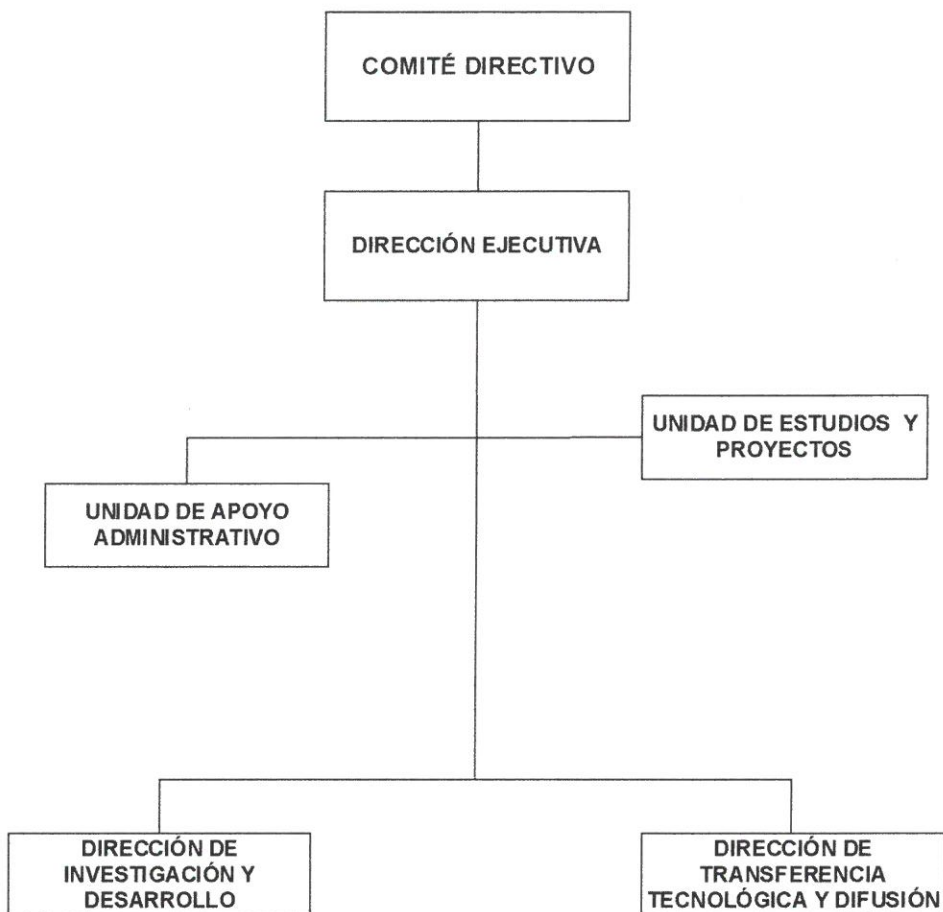 COMITÉ DIRECTIVO
DIRECCIÓN EJECUTIVA
UNIDAD DE ESTUDIOS Y
PROYECTOS
UNIDAD DE APOYO
ADMINISTRATIVO
DIRECCIÓN DE
INVESTIGACIÓN Y
DESARROLLO
DIRECCIÓN DE
TRANSFERENCIA
TECNOLÓGICA Y DIFUSIÓN